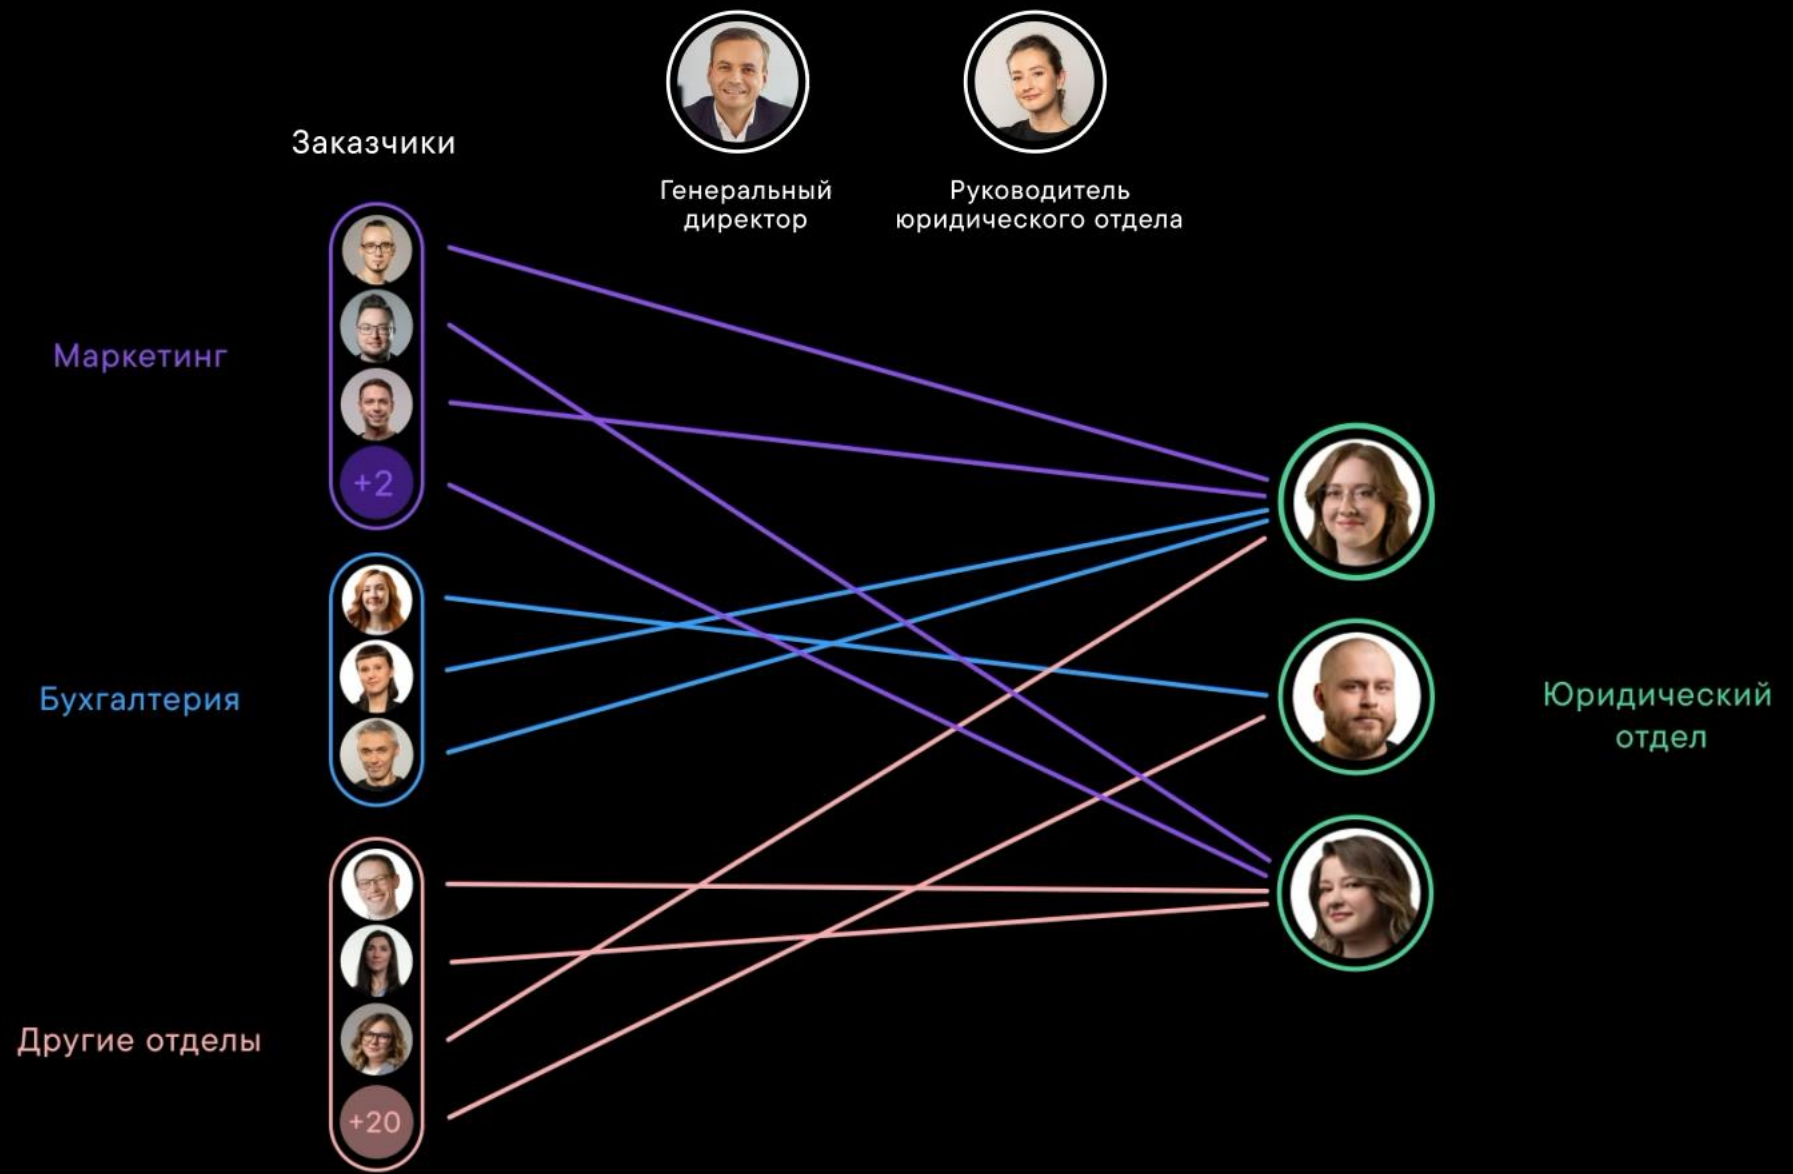 Заказчики
Генеральный
директор
Руководитель
юридического отдела
Маркетинг
+2
Бухгалтерия
Юридический
отдел
Другие отделы
+20